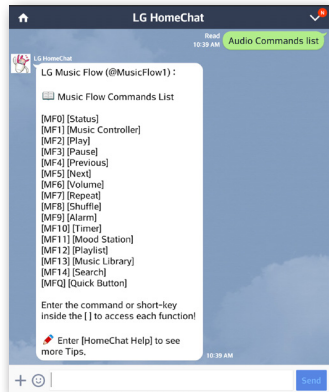 LG HomeChat
N
Read
10:39 AM
Audio Commands list
LG HomeChat
LG Music Flow (@MusicFlow1) :
Music Flow Commands List
[MF0] [Status]
[MF1] [Music Controller]
[MF2] [Play]
[MF3] [Pause]
[MF4] [Previous]
[MF5] [Next]
[MF6] [Volume]
[MF7] [Repeat]
[MF8] [Shuffle]
[MF9] [Alarm]
[MF10] [Timer]
[MF11] [Mood Station]
[MF12] [Playlist]
[MF13] [Music Library]
[MF14] [Search]
[MFQ] [Quick Button]
Enter the command or short-key
inside the [ ] to access each function!
Enter [HomeChat Help] to see
more Tips.
10:39 AM
Send